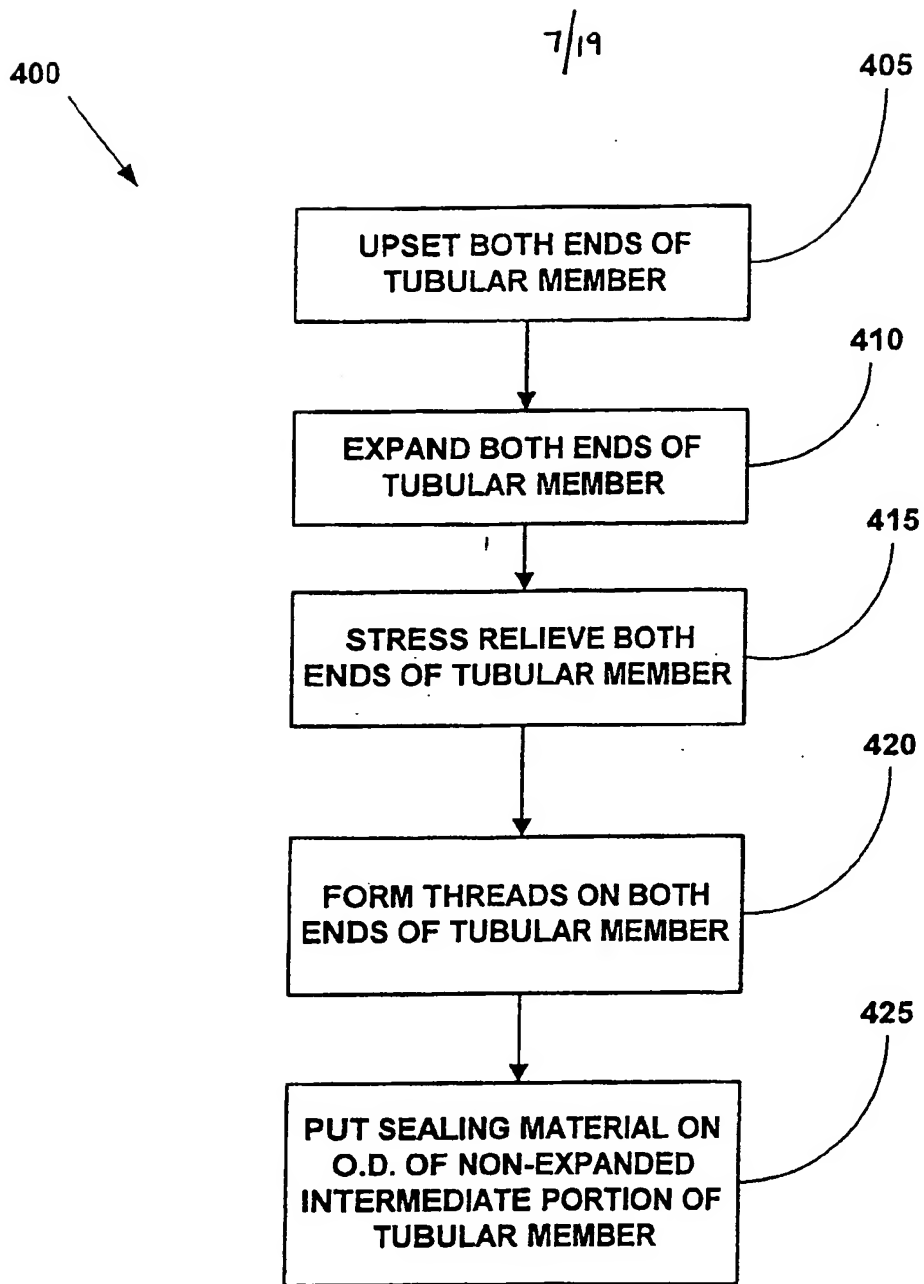 7/19
400
405
UPSET BOTH ENDS OF
TUBULAR MEMBER
410
EXPAND BOTH ENDS OF
TUBULAR MEMBER
415
STRESS RELIEVE BOTH
ENDS OF TUBULAR MEMBER
420
FORM THREADS ON BOTH
ENDS OF TUBULAR MEMBER
425
PUT SEALING MATERIAL ON
O.D. OF NON-EXPANDED
INTERMEDIATE PORTION OF
TUBULAR MEMBER